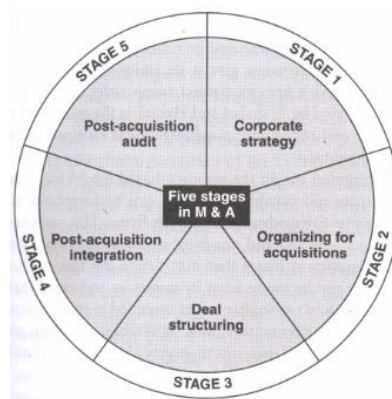 STAGE 1
Corporate
strategy
STAGE 2
Organizing for
acquisitions
STAGE 3
Deal
structuring
STAGE 4
Post-acquisition
integration
STAGE 5
Post-acquisition
audit
Five stages
in M & A